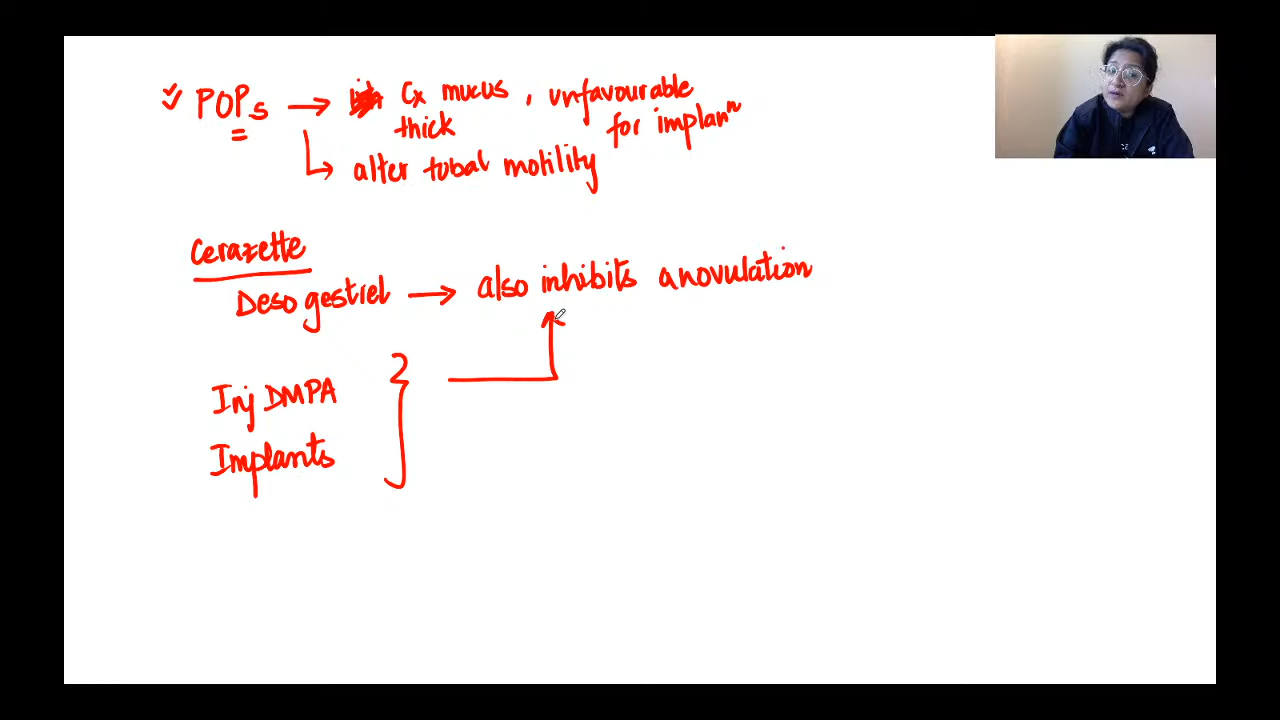 POPs → Cx mucus, unfavourable
thick for implanⁿ
alter tubal motility
Cerazette
Desogestrel → also inhibits anovulation
Inj DMPA
Implants